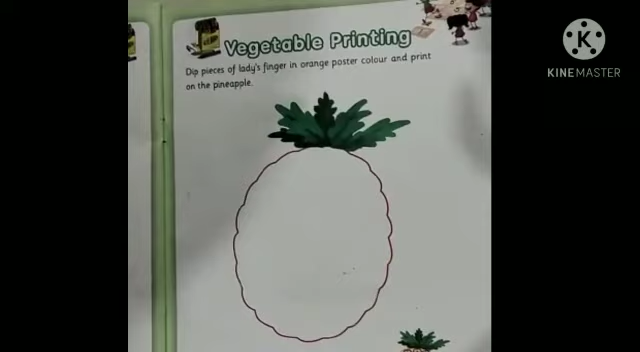 Vegetable Printing
Dip pieces of lady's finger in orange poster colour and print
on the pineapple.
K
KINEMASTER